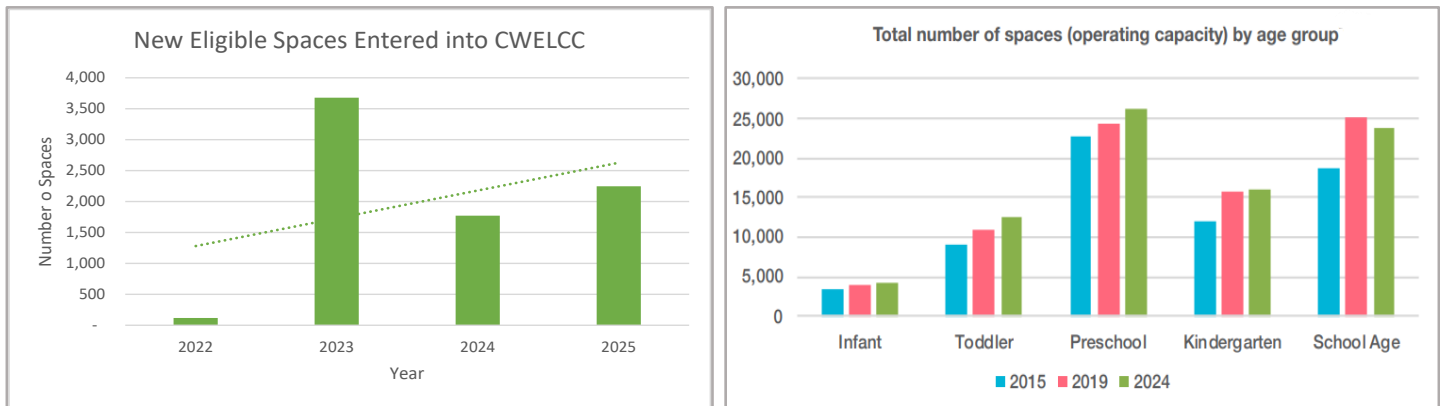 New Eligible Spaces Entered into CWELCC
4,000
3,500
3,000
2,500
2,000
1,500
1,000
500
-
Number o Spaces
2022 2023 2024 2025
Year
Total number of spaces (operating capacity) by age group
30,000
25,000
20,000
15,000
10,000
5,000
0
Infant Toddler Preschool Kindergarten School Age
2015 2019 2024